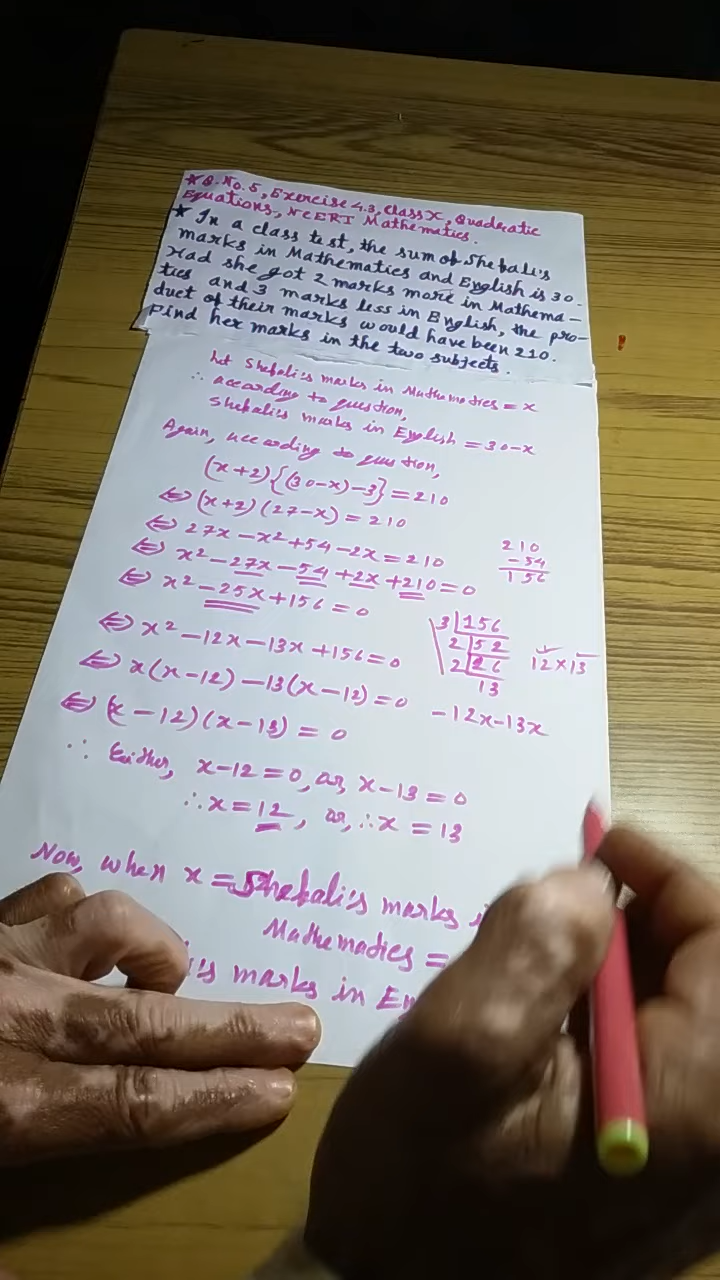 * Q. No. 5, Exercise 4.3, Class X, Quadratic
Equations, NCERT Mathematics.
* In a class test, the sum of Shefali's
marks in Mathematics and English is 30.
Had she got 2 marks more in Mathema-
tics and 3 marks less in English, the pro-
duct of their marks would have been 210.
Find her marks in the two subjects.
Let Shefali's marks in Mathematics = x
∴ according to question,
Shefali's marks in English = 30-x
Again, according to question,
(x+2){(30-x)-3} = 210
⇔ (x+2)(27-x) = 210
⇔ 27x-x²+54-2x = 210
⇔ x²-27x-54+2x+210 = 0
⇔ x²-25x+156 = 0
210
-54
156
⇔ x²-12x-13x+156 = 0
3 156
2 52
2 26
13
12×13
⇔ x(x-12)-13(x-12) = 0
-12x-13x
⇔ (x-12)(x-13) = 0
∴ Either, x-12 = 0, or, x-13 = 0
∴ x = 12, or, ∴ x = 13
Now, when x = Shefali's marks
Mathematics =
's marks in